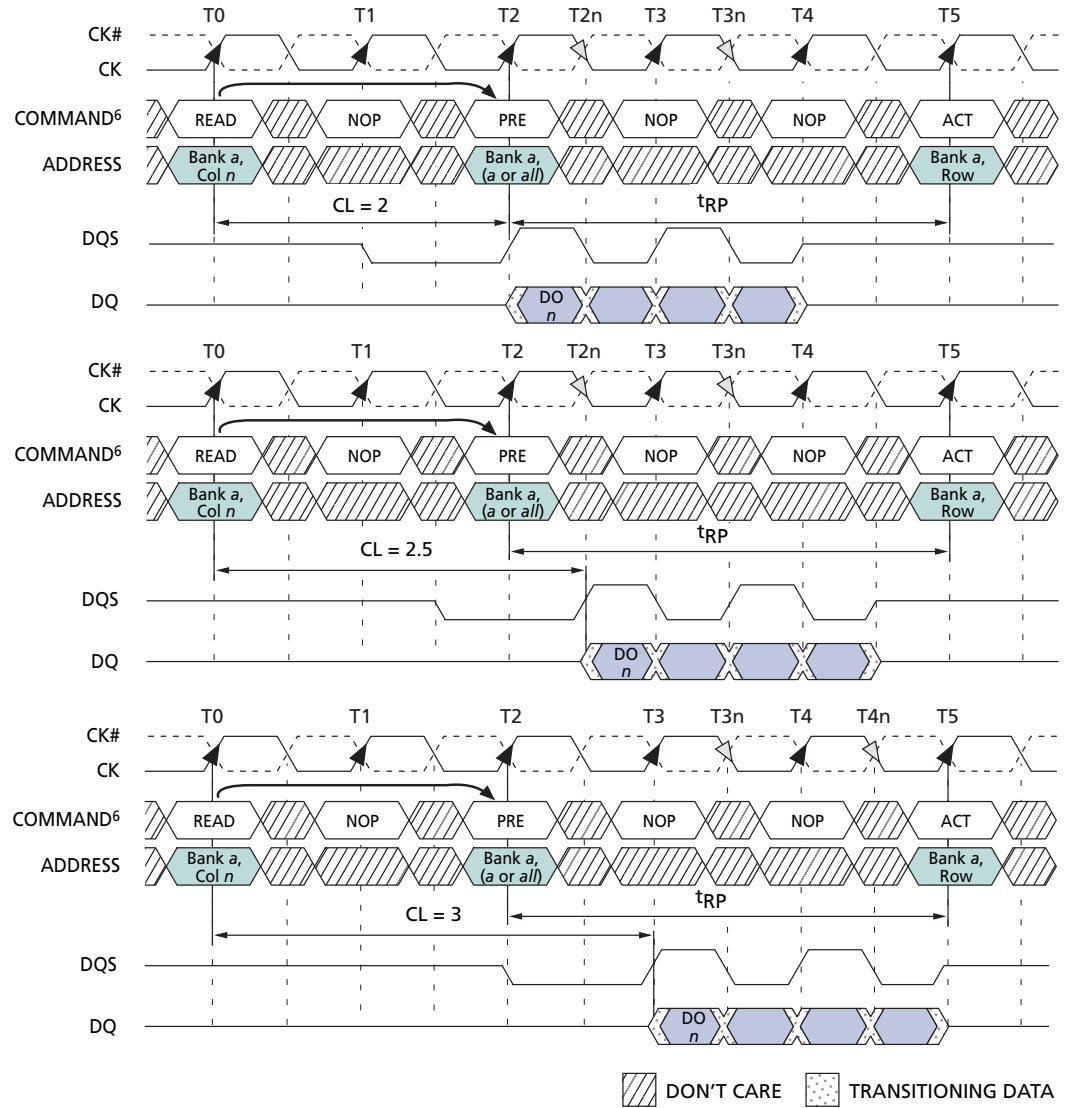 T0 T1 T2 T2n T3 T3n T4 T5
CK#
CK
COMMAND6 READ NOP PRE NOP NOP ACT
ADDRESS Bank a, Col n Bank a, (a or all) Bank a, Row
CL = 2 tRP
DQS
DQ DO n
T0 T1 T2 T2n T3 T3n T4 T5
CK#
CK
COMMAND6 READ NOP PRE NOP NOP ACT
ADDRESS Bank a, Col n Bank a, (a or all) Bank a, Row
CL = 2.5 tRP
DQS
DQ DO n
T0 T1 T2 T3 T3n T4 T4n T5
CK#
CK
COMMAND6 READ NOP PRE NOP NOP ACT
ADDRESS Bank a, Col n Bank a, (a or all) Bank a, Row
CL = 3 tRP
DQS
DQ DO n
DON'T CARE TRANSITIONING DATA